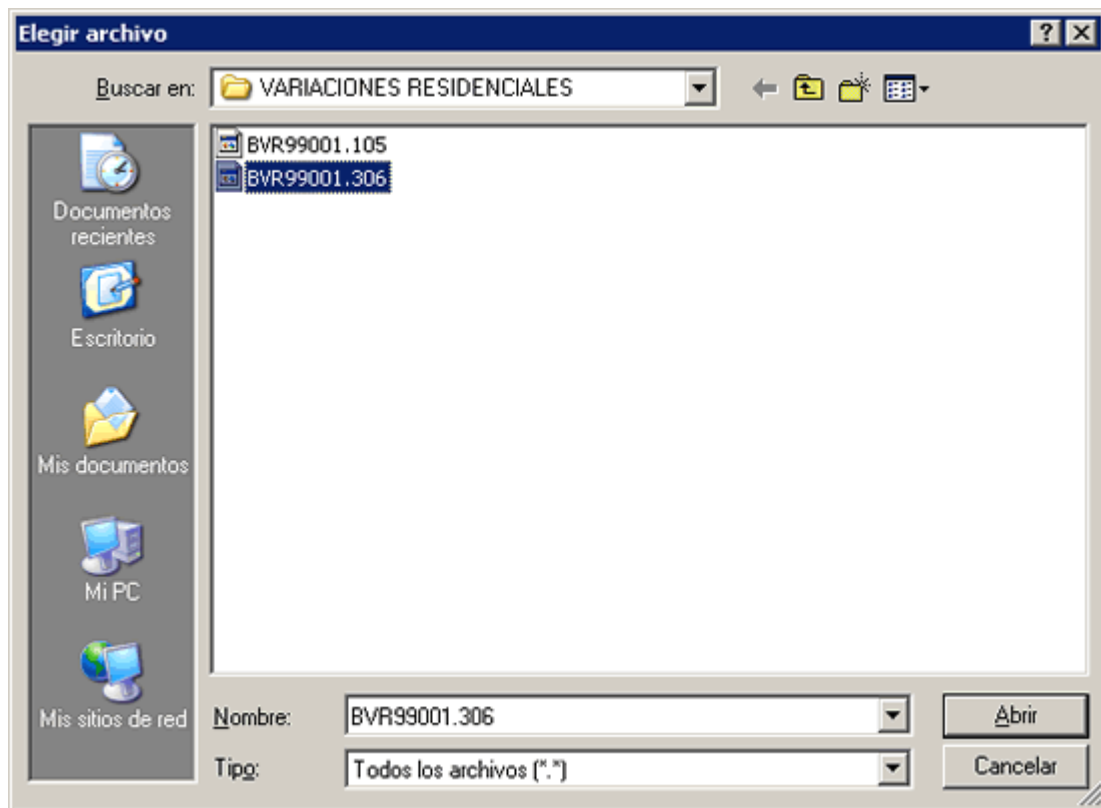 Elegir archivo
Buscar en: VARIACIONES RESIDENCIALES
BVR99001.105
BVR99001.306
Documentos
recientes
Escritorio
Mis documentos
Mi PC
Mis sitios de red
Nombre: BVR99001.306 Abrir
Tipo: Todos los archivos (*.*) Cancelar